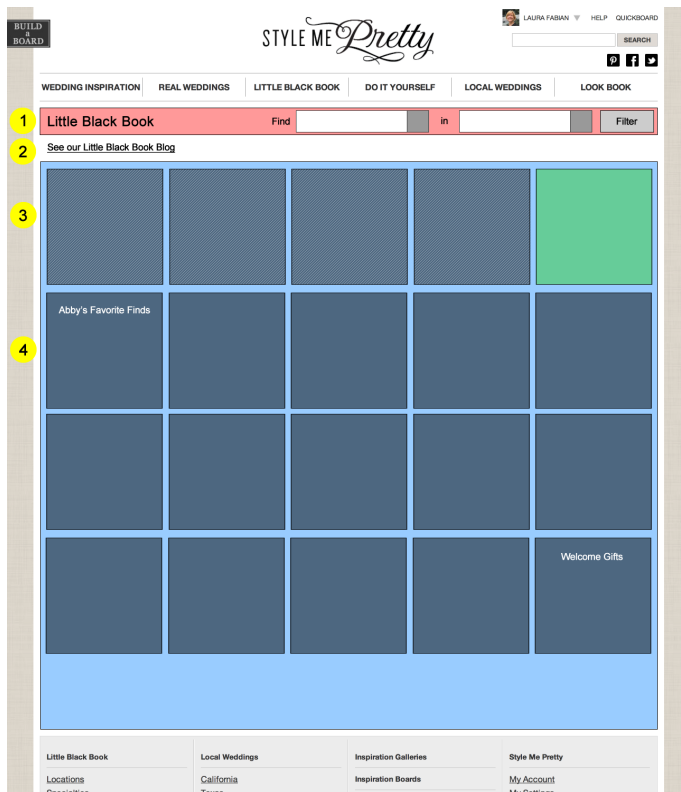 BUILD
a
BOARD
STYLE ME Pretty
LAURA FABIAN HELP QUICKBOARD
SEARCH
WEDDING INSPIRATION REAL WEDDINGS LITTLE BLACK BOOK DO IT YOURSELF LOCAL WEDDINGS LOOK BOOK
1 Little Black Book Find in Filter
2 See our Little Black Book Blog
3
Abby's Favorite Finds
4
Welcome Gifts
Little Black Book Local Weddings Inspiration Galleries Style Me Pretty
Locations California Inspiration Boards My Account